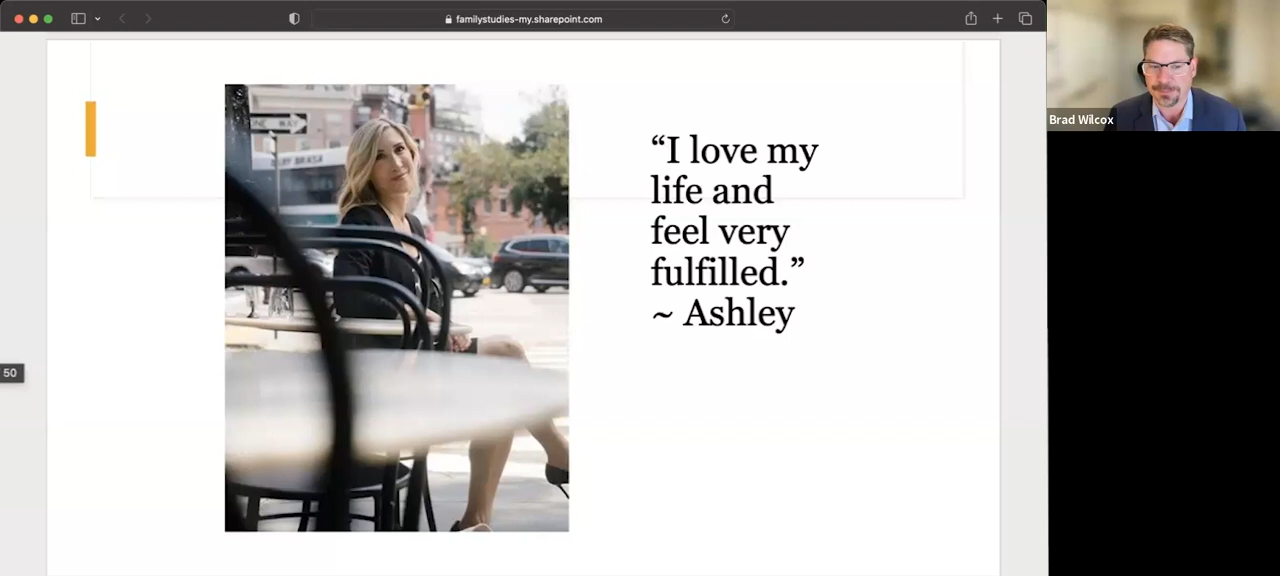 familystudies-my.sharepoint.com
Brad Wilcox
ONE WAY
“I love my
life and
feel very
fulfilled.”
~ Ashley
50